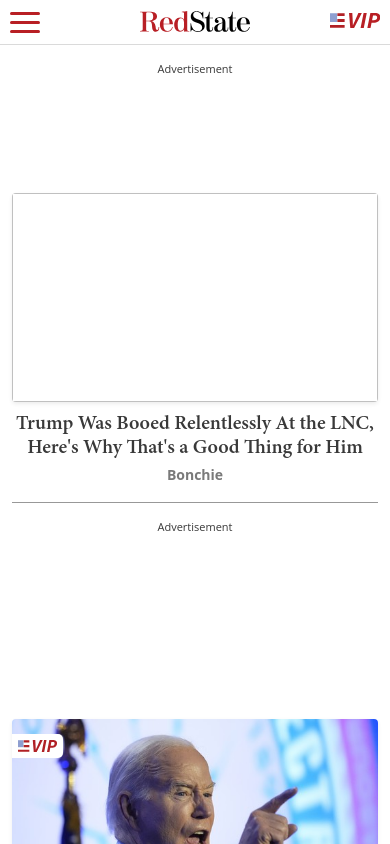 RedState
VIP
Advertisement
Trump Was Booed Relentlessly At the LNC,
Here's Why That's a Good Thing for Him
Bonchie
Advertisement
VIP